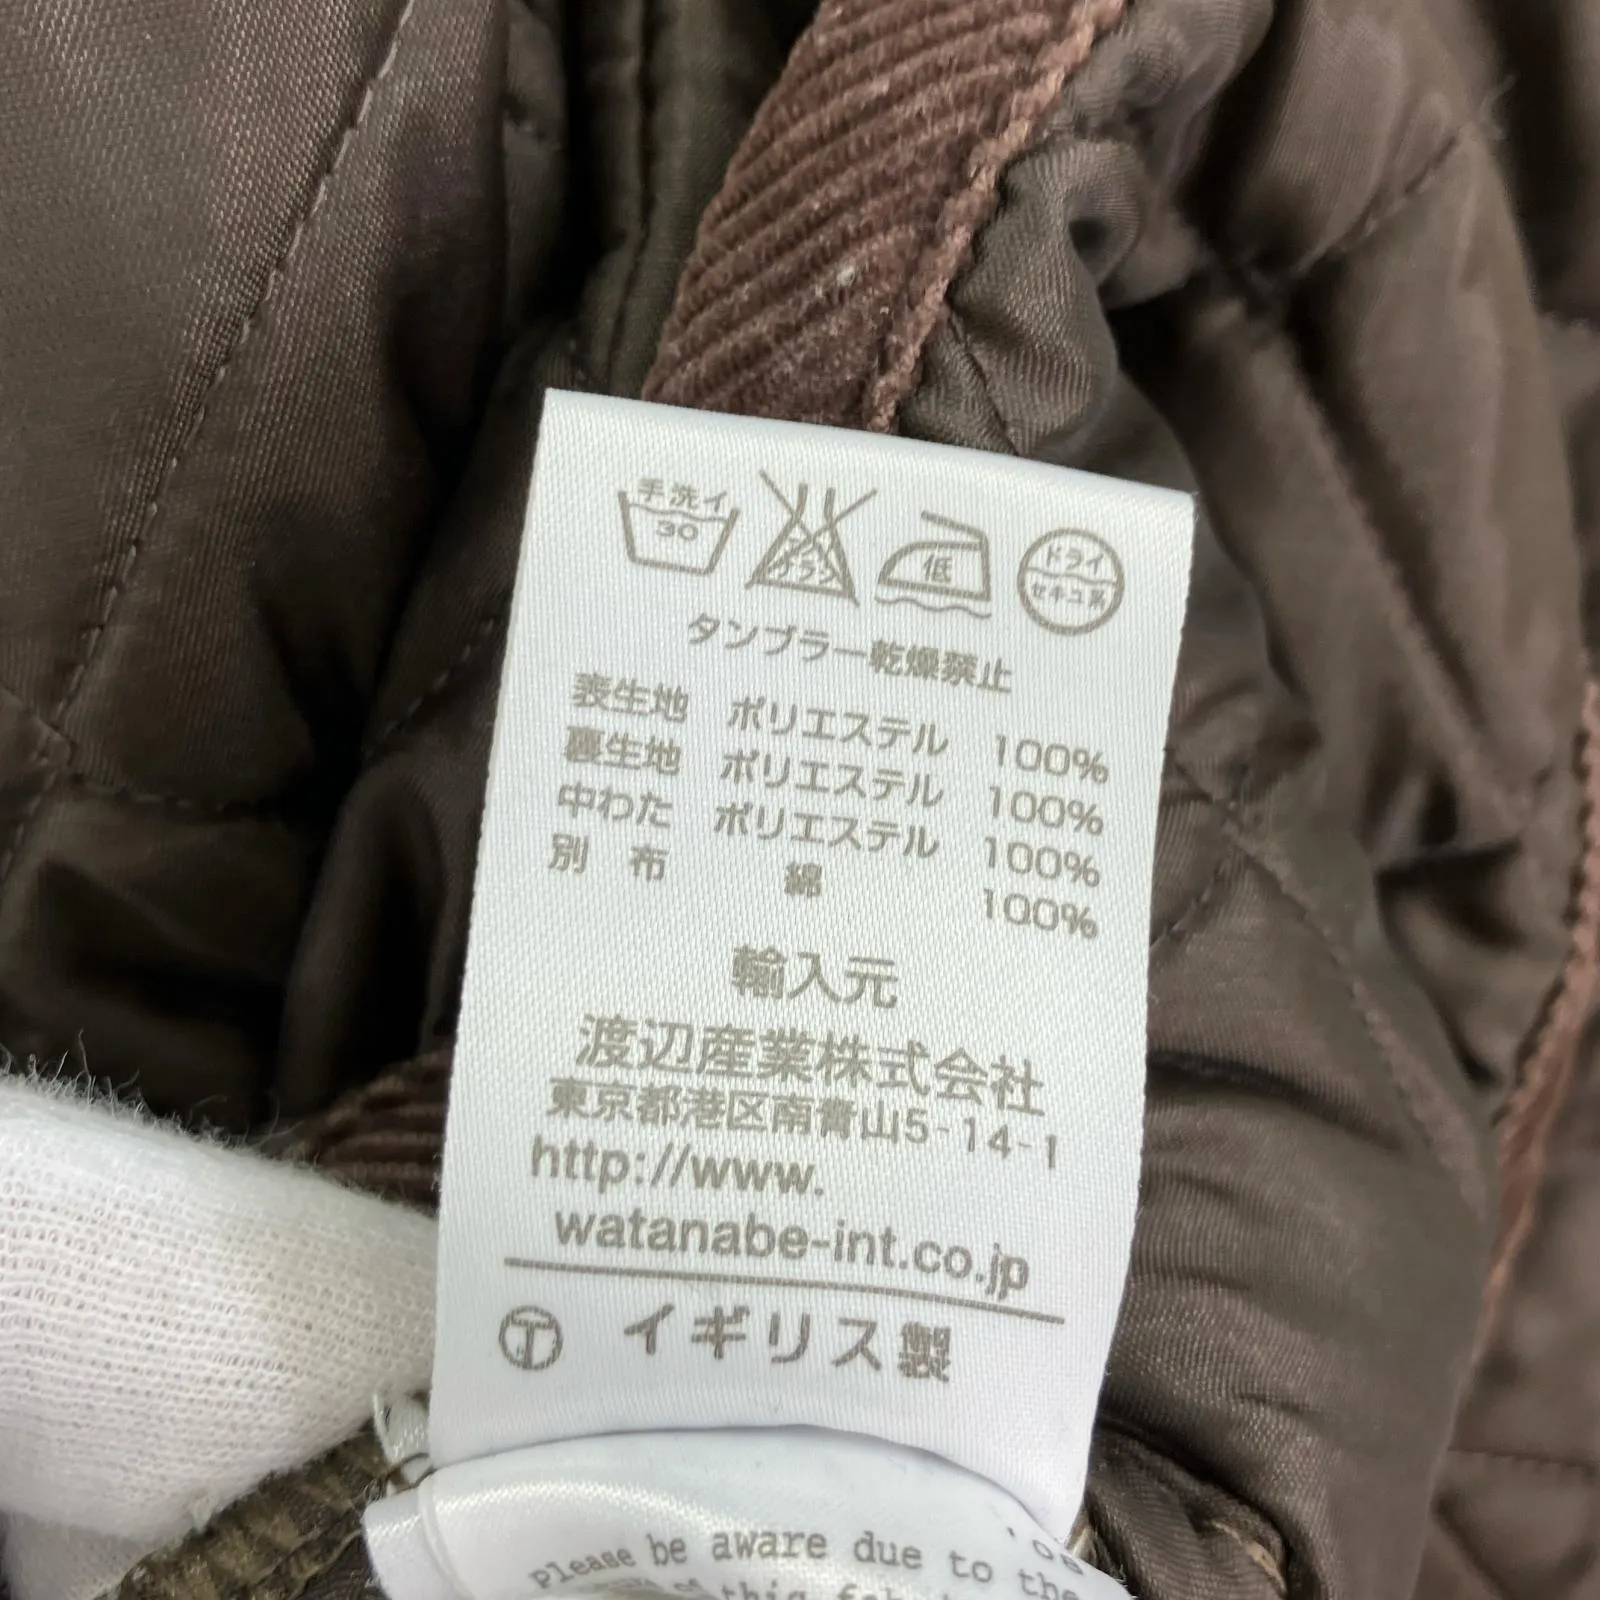 手洗イ
30
低
ドライ
セキユ系
タンブラー乾燥禁止
表生地 ポリエステル 100%
裏生地 ポリエステル 100%
中わた ポリエステル 100%
別布 綿 100%
輸入元
渡辺産業株式会社
東京都港区南青山5-14-1
http://www.
watanabe-int.co.jp
イギリス製
Please be aware due to the
of this